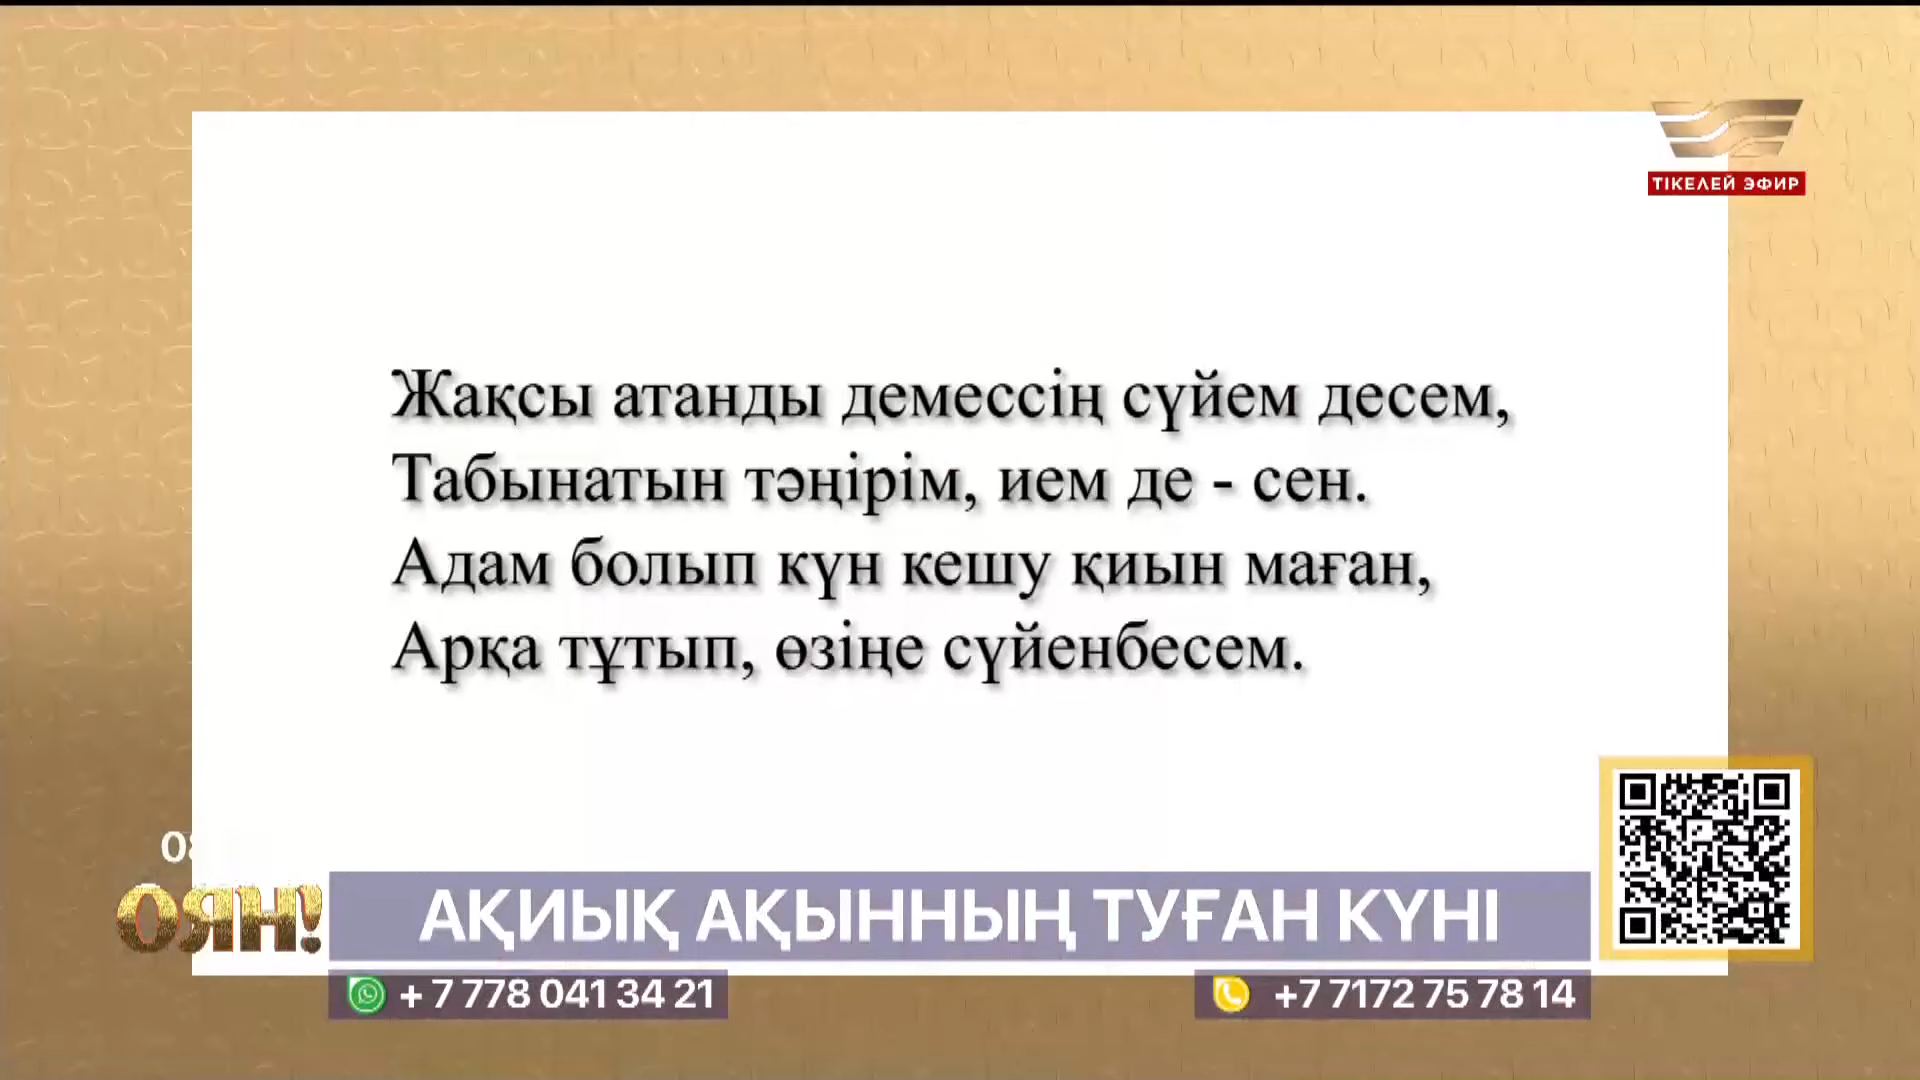 ТІКЕЛЕЙ ЭФИР
Жақсы атанды демессің сүйем десем,
Табынатын тәңірім, ием де - сен.
Адам болып күн кешу қиын маған,
Арқа тұтып, өзіңе сүйенбесем.
ОЯН!
АҚИЫҚ АҚЫННЫҢ ТУҒАН КҮНІ
+ 7 778 041 34 21
+7 7172 75 78 14